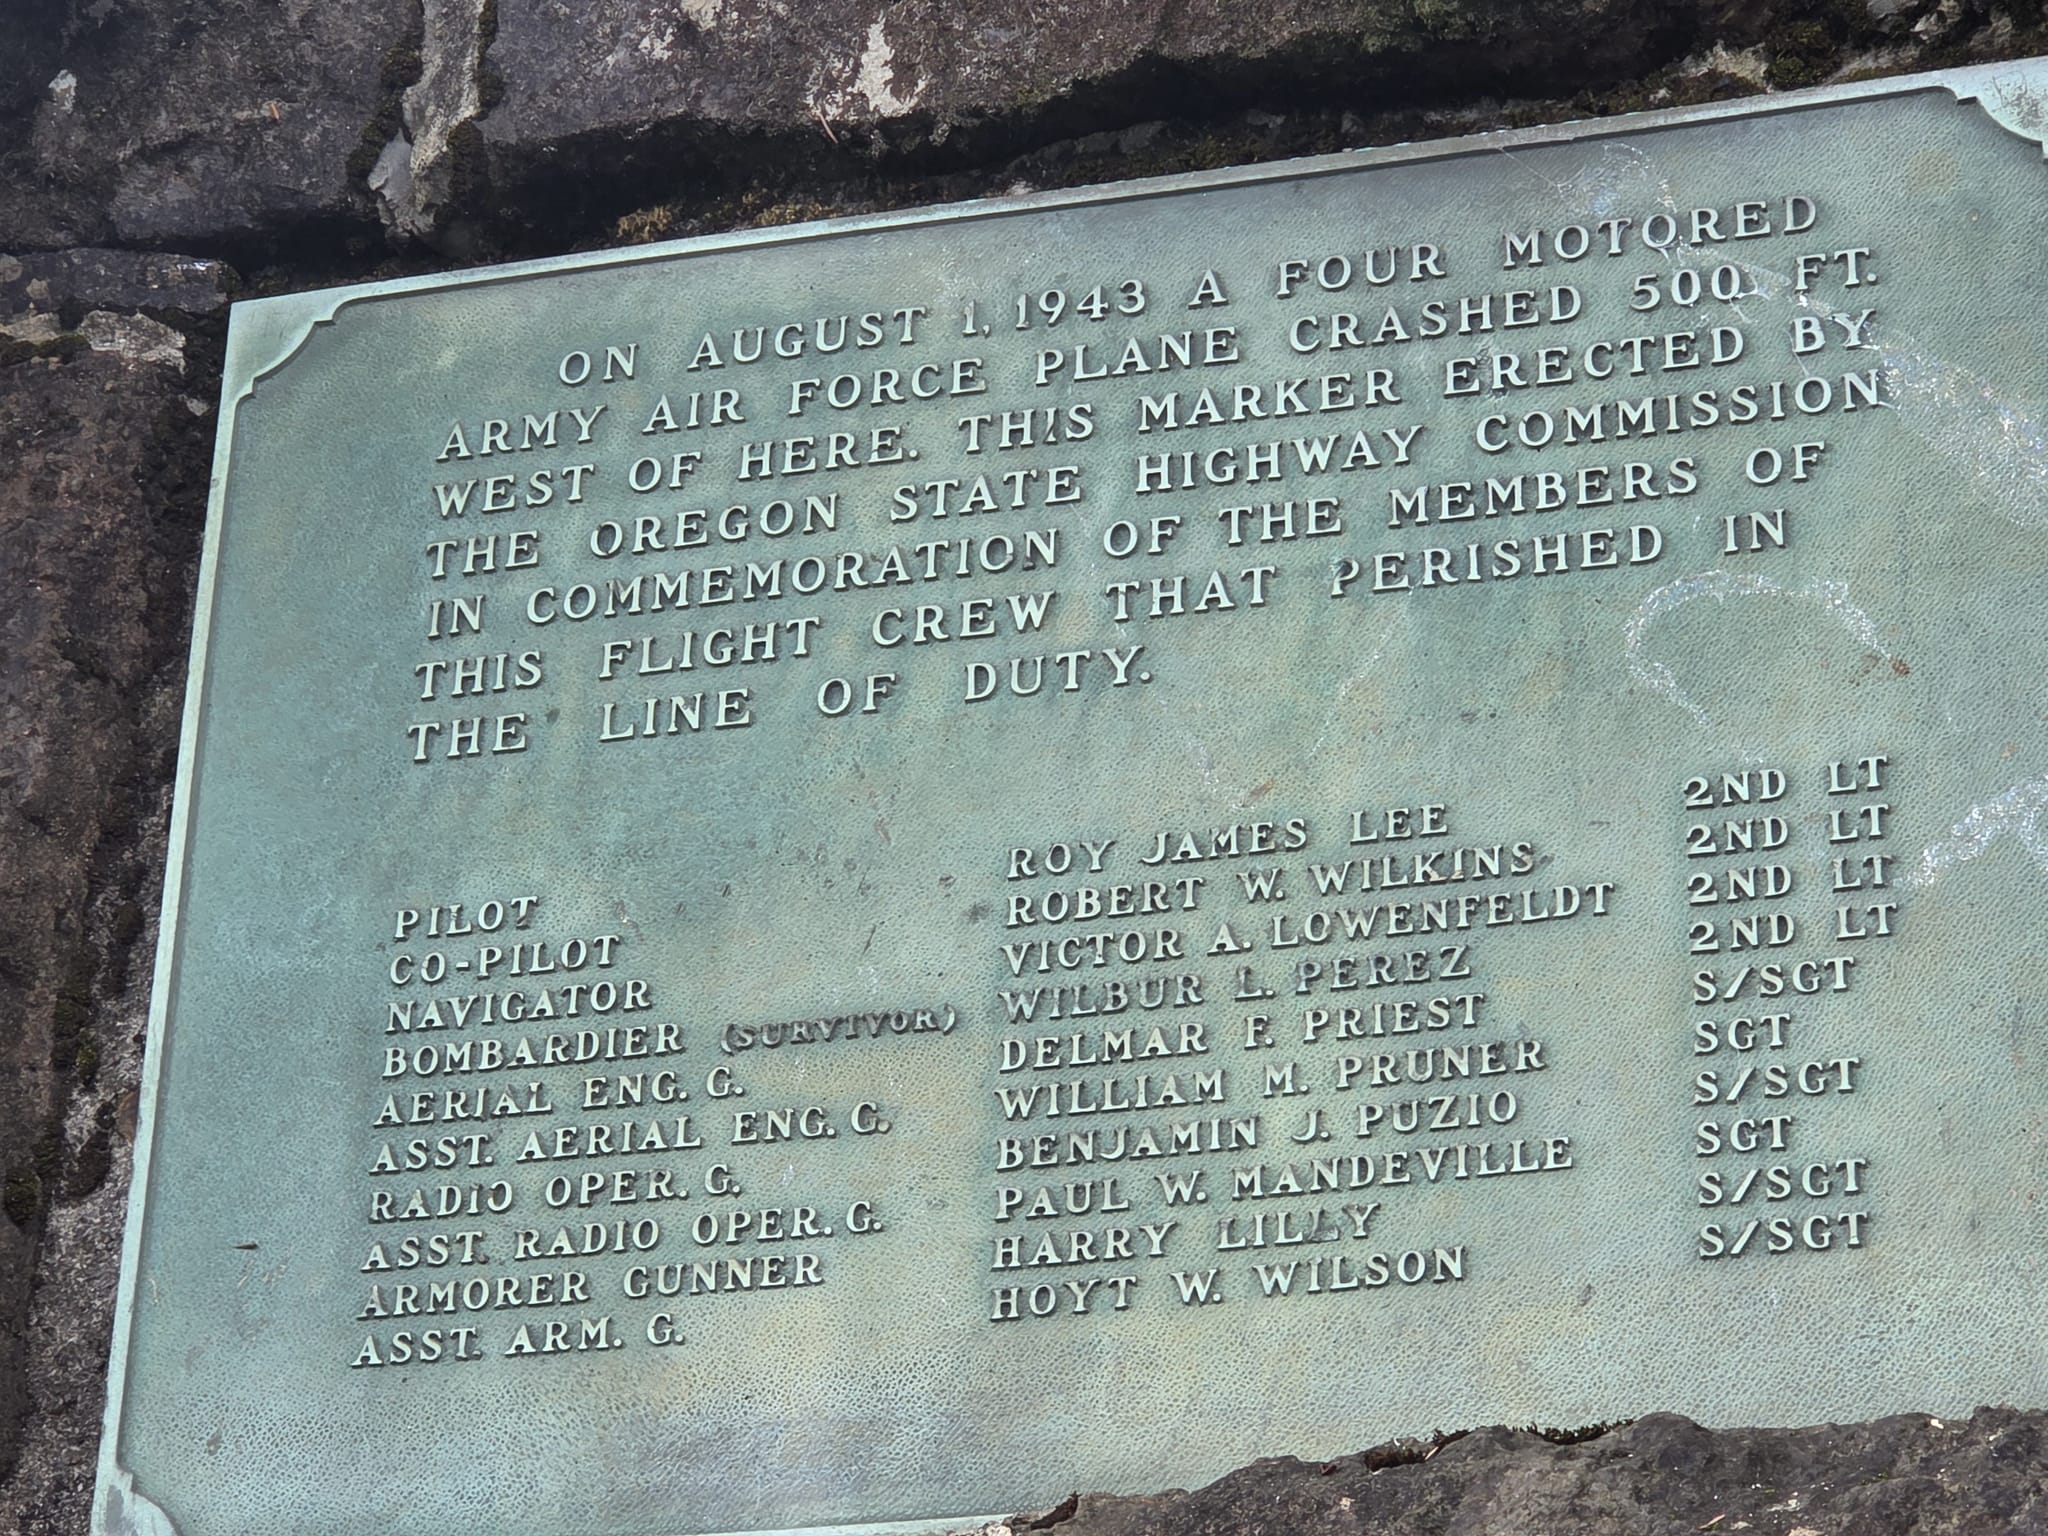 ON AUGUST 1, 1943 A FOUR MOTORED
ARMY AIR FORCE PLANE CRASHED 500 FT.
WEST OF HERE. THIS MARKER ERECTED BY
THE OREGON STATE HIGHWAY COMMISSION
IN COMMEMORATION OF THE MEMBERS OF
THIS FLIGHT CREW THAT PERISHED IN
THE LINE OF DUTY.
PILOT ROY JAMES LEE 2ND LT
CO-PILOT ROBERT W. WILKINS 2ND LT
NAVIGATOR VICTOR A. LOWENFELDT 2ND LT
BOMBARDIER (SURVIVOR) WILBUR L. PEREZ 2ND LT
AERIAL ENG. G. DELMAR F. PRIEST S/SGT
ASST. AERIAL ENG. G. WILLIAM M. PRUNER SGT
RADIO OPER. G. BENJAMIN J. PUZIO S/SGT
ASST. RADIO OPER. G. PAUL W. MANDEVILLE SGT
ARMORER GUNNER HARRY LILLY S/SGT
ASST. ARM. G. HOYT W. WILSON S/SGT